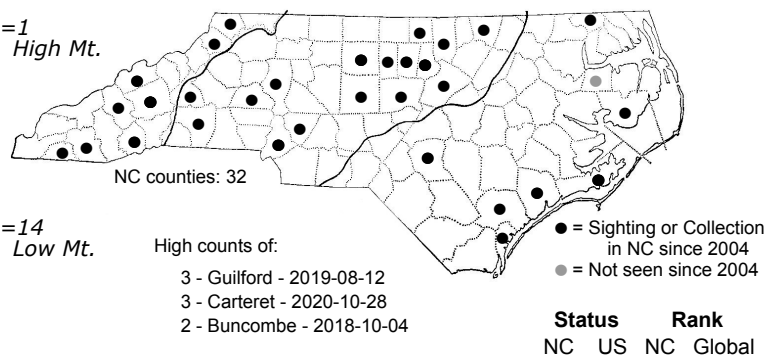 =1
High Mt.
NC counties: 32
=14
Low Mt.
High counts of:
3 - Guilford - 2019-08-12
3 - Carteret - 2020-10-28
2 - Buncombe - 2018-10-04
● = Sighting or Collection
in NC since 2004
● = Not seen since 2004
Status Rank
NC US NC Global